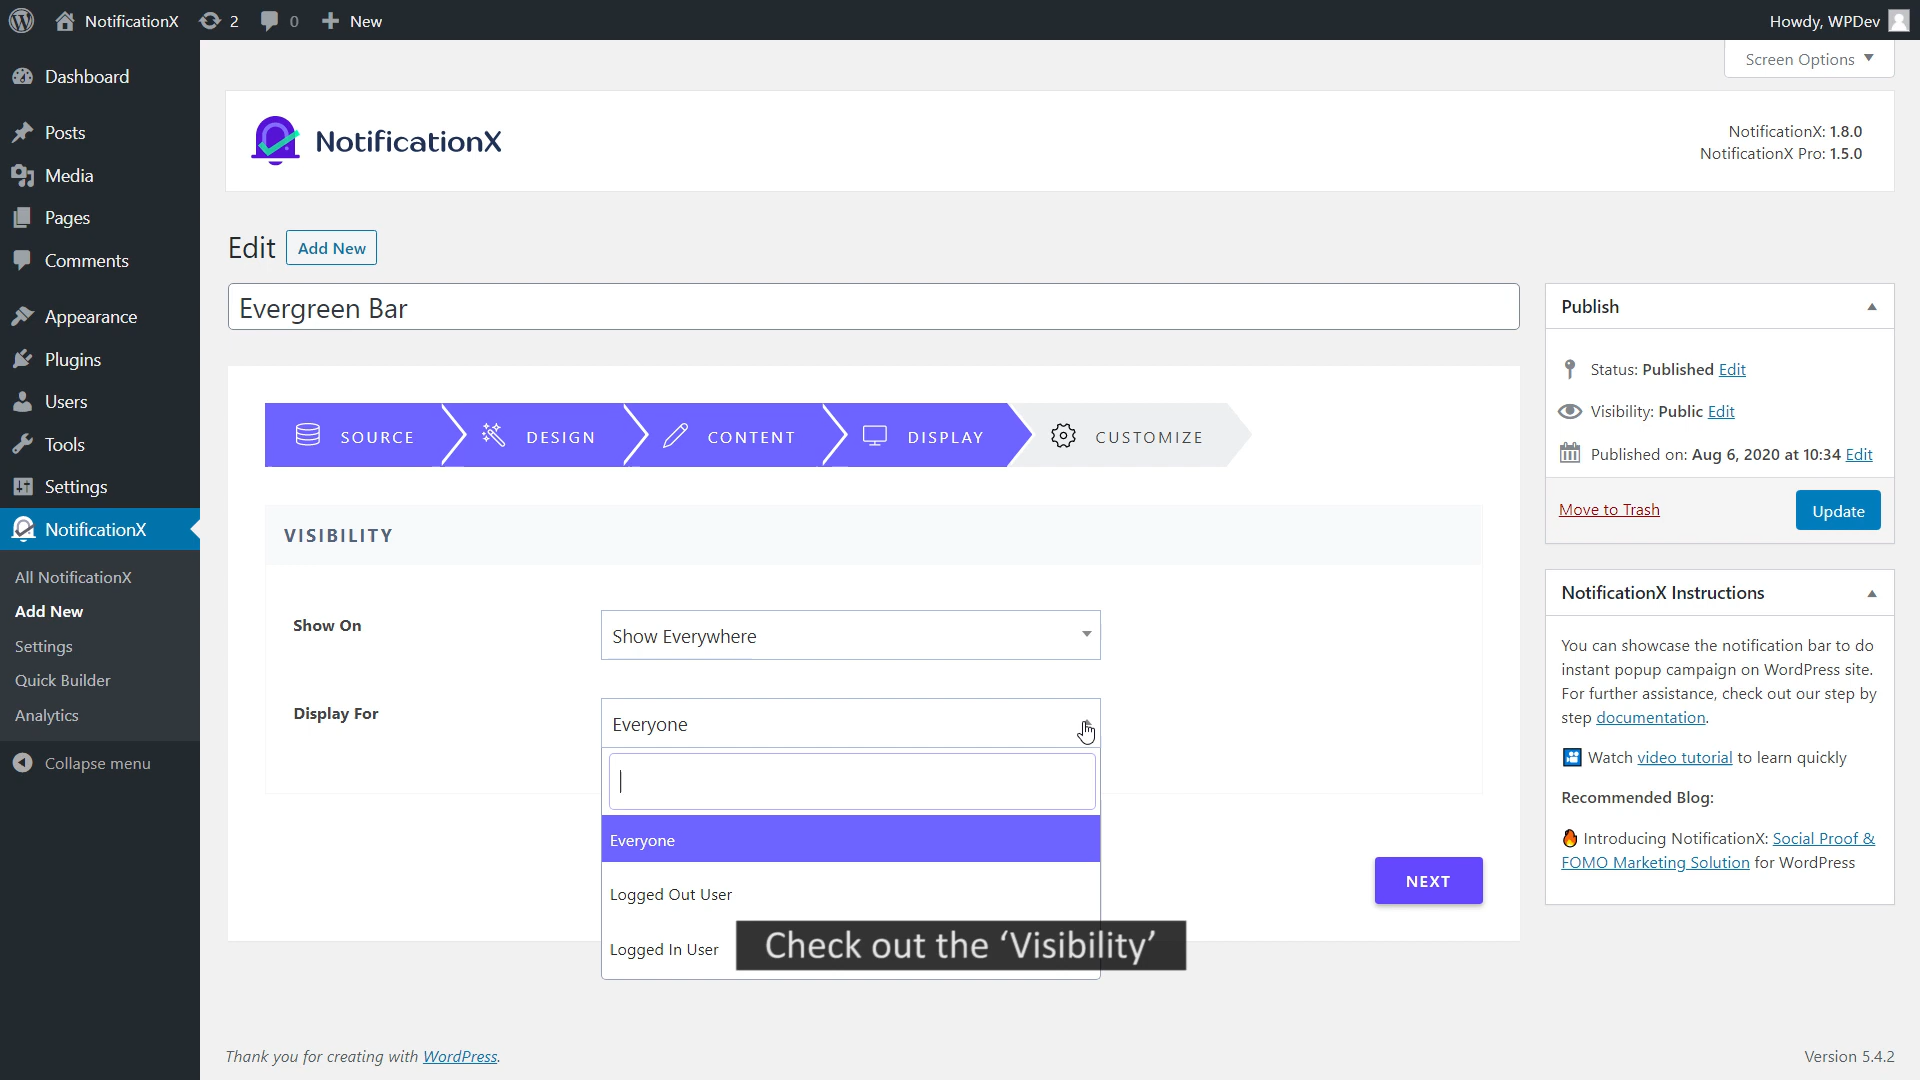 NotificationX
2
0
New
Howdy, WPDev
Screen Options
Dashboard
Posts
Media
Pages
Comments
Appearance
Plugins
Users
Tools
Settings
NotificationX
All NotificationX
Add New
Settings
Quick Builder
Analytics
Collapse menu
NotificationX
NotificationX: 1.8.0
NotificationX Pro: 1.5.0
Edit
Add New
Evergreen Bar
SOURCE
DESIGN
CONTENT
DISPLAY
CUSTOMIZE
VISIBILITY
Show On
Show Everywhere
Display For
Everyone
Everyone
Logged Out User
Logged In User
NEXT
Check out the ‘Visibility’
Publish
Status: Published Edit
Visibility: Public Edit
Published on: Aug 6, 2020 at 10:34 Edit
Move to Trash
Update
NotificationX Instructions
You can showcase the notification bar to do
instant popup campaign on WordPress site.
For further assistance, check out our step by
step documentation.
Watch video tutorial to learn quickly
Recommended Blog:
Introducing NotificationX: Social Proof &
FOMO Marketing Solution for WordPress
Thank you for creating with WordPress.
Version 5.4.2